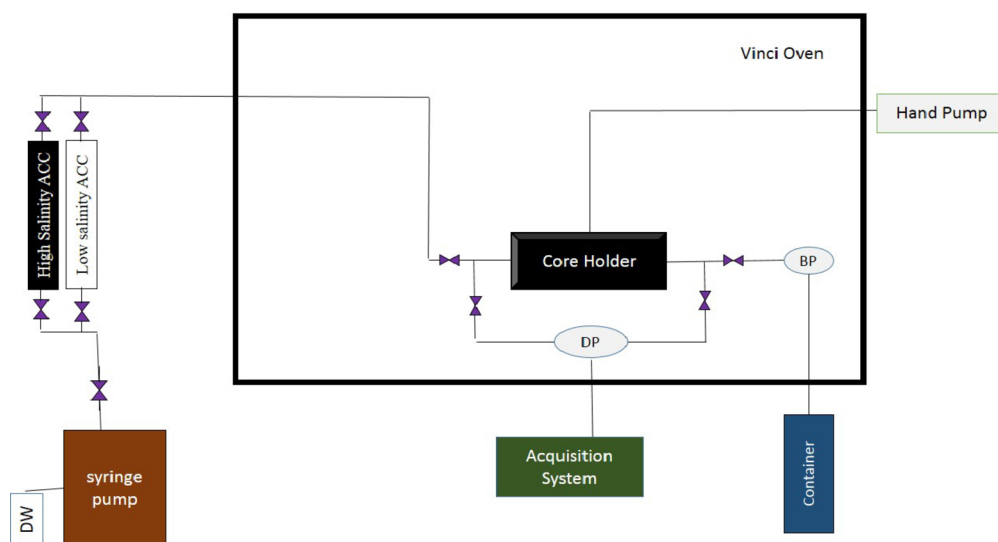 Vinci Oven
Hand Pump
High Salinity ACC
Low salinity ACC
Core Holder
BP
DP
Acquisition
System
Container
syringe
pump
DW